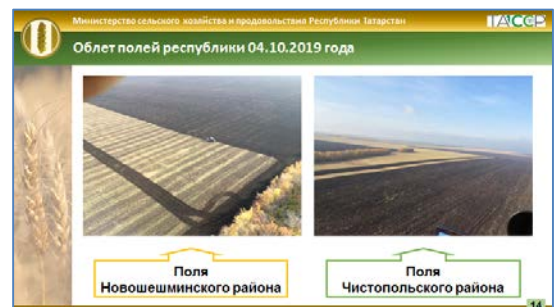 Министерство сельского хозяйства и продовольствия Республики Татарстан
ТАССР
Облет полей республики 04.10.2019 года
Поля
Новошешминского района
Поля
Чистопольского района
14